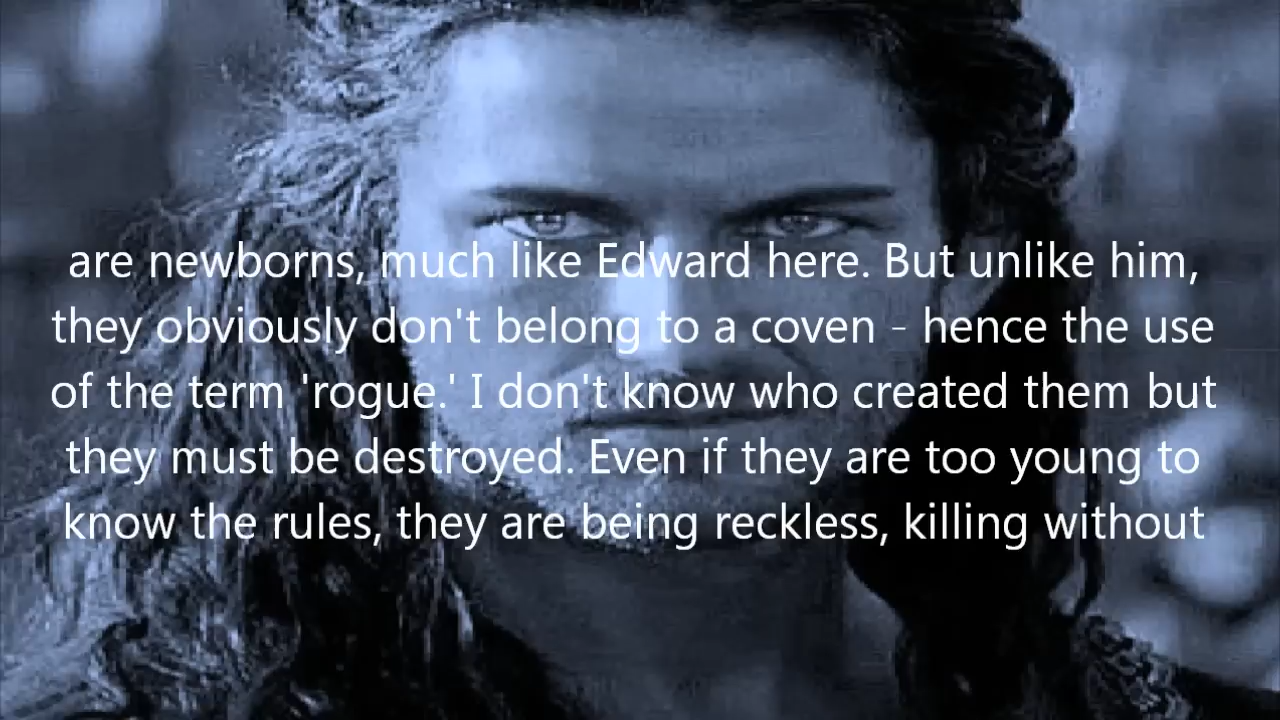 are newborns, much like Edward here. But unlike him,
they obviously don't belong to a coven - hence the use
of the term 'rogue.' I don't know who created them but
they must be destroyed. Even if they are too young to
know the rules, they are being reckless, killing without